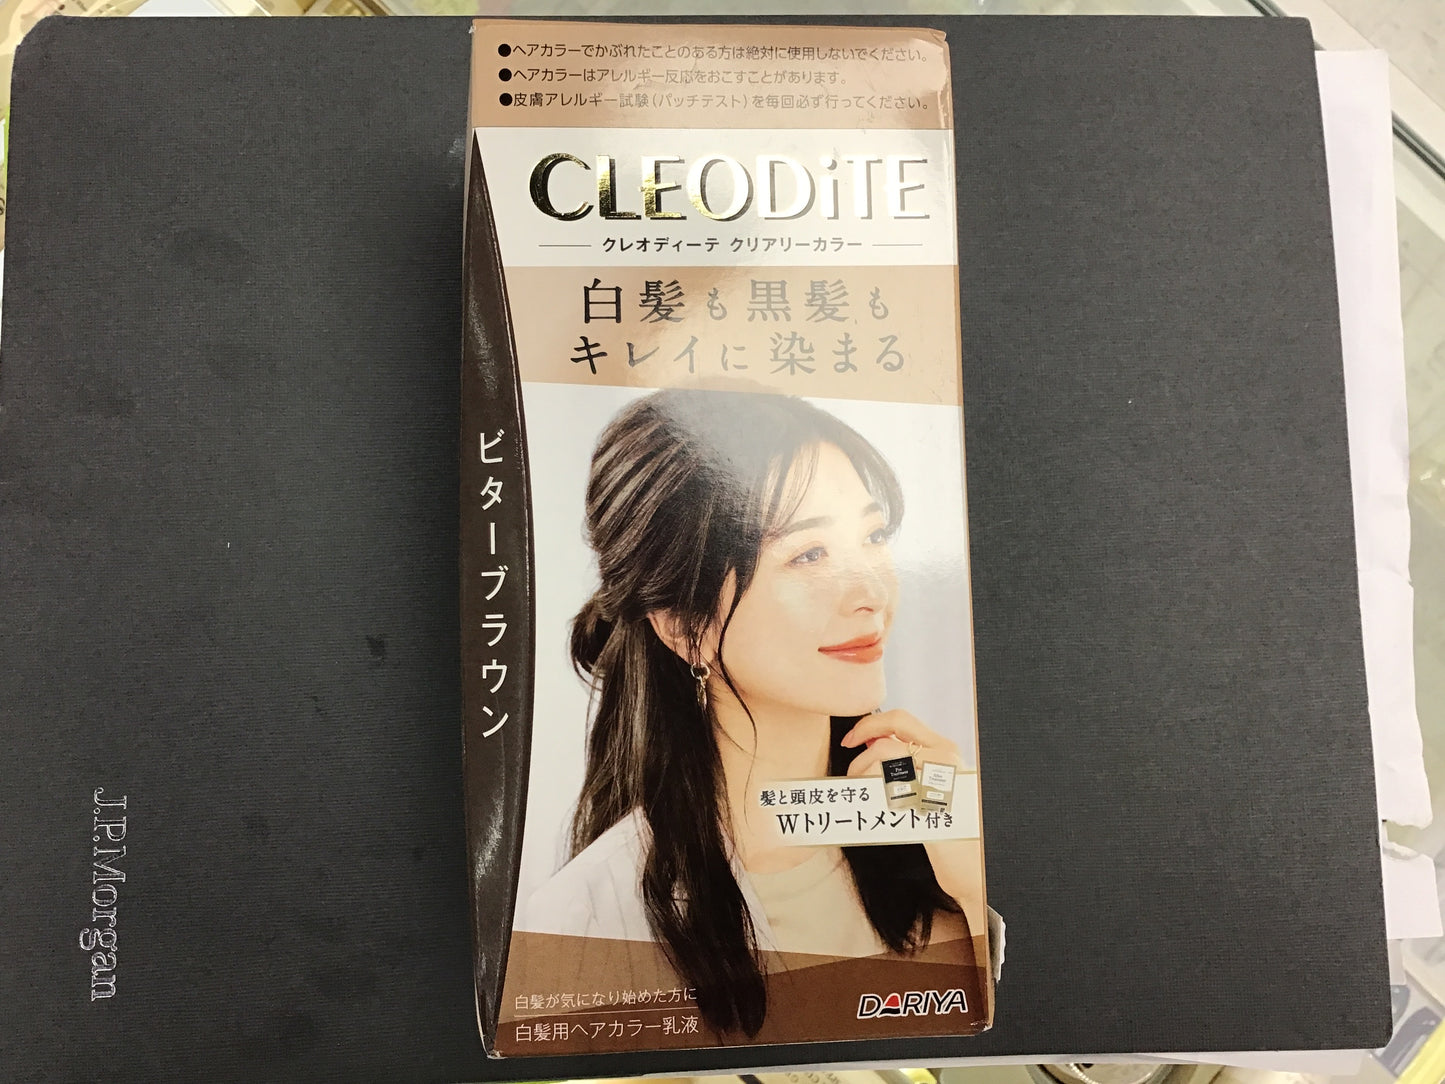 ●ヘアカラーでかぶれたことのある方は絶対に使用しないでください。
●ヘアカラーはアレルギー反応をおこすことがあります。
●皮膚アレルギー試験（パッチテスト）を毎回必ず行ってください。
CLEODiTE
クレオディーテ クリアリーカラー
白髪も黒髪も
キレイに染まる
ビターブラウン
髪と頭皮を守る
Wトリートメント付き
白髪が気になり始めた方に
白髪用ヘアカラー乳液
DARIYA
J.P.Morgan